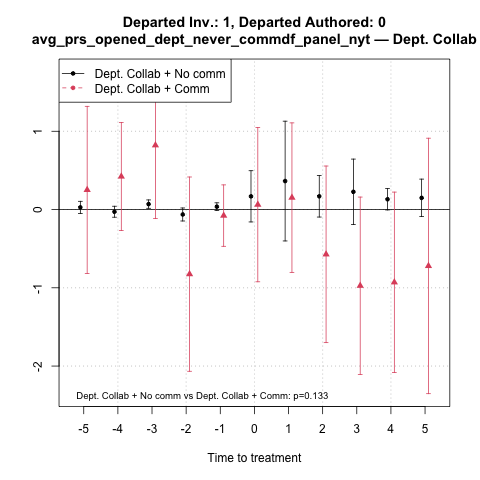 Departed Inv.: 1, Departed Authored: 0
avg_prs_opened_dept_never_commdf_panel_nyt — Dept. Collab
Dept. Collab + No comm
Dept. Collab + Comm
1
0
-1
-2
Dept. Collab + No comm vs Dept. Collab + Comm: p=0.133
-5 -4 -3 -2 -1 0 1 2 3 4 5
Time to treatment